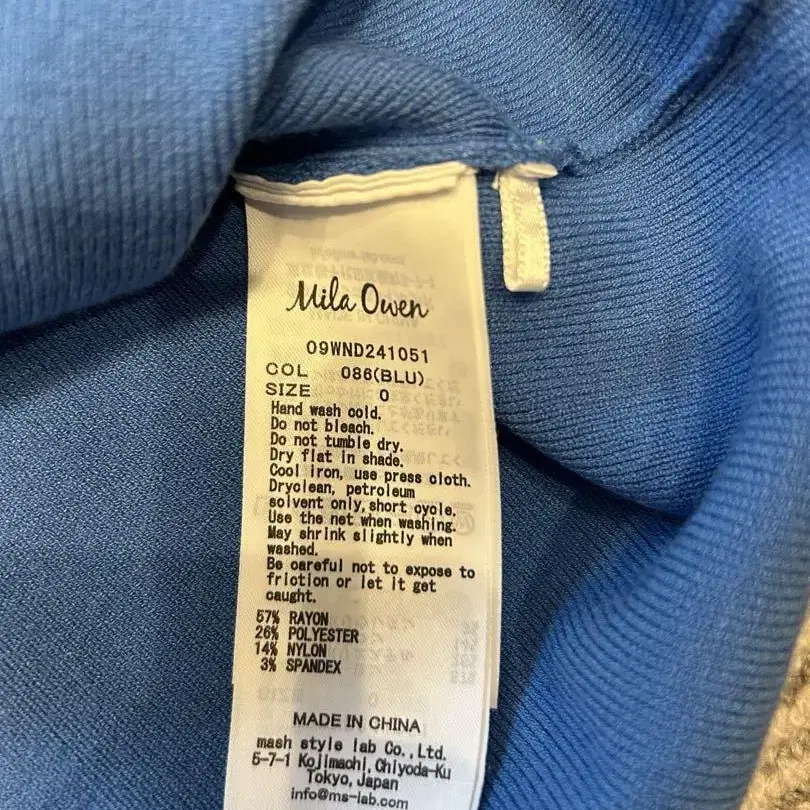 Mila Owen
09WND241051
COL 086(BLU)
SIZE 0
Hand wash cold.
Do not bleach.
Do not tumble dry.
Dry flat in shade.
Cool iron, use press cloth.
Dryclean, petroleum
solvent only,short cycle.
Use the net when washing.
May shrink slightly when
washed.
Be careful not to expose to
friction or let it get
caught.
57% RAYON
26% POLYESTER
14% NYLON
3% SPANDEX
MADE IN CHINA
mash style lab Co.,Ltd.
5-7-1 Kojimachi,Chiyoda-Ku
Tokyo,Japan
info@ms-lab.com